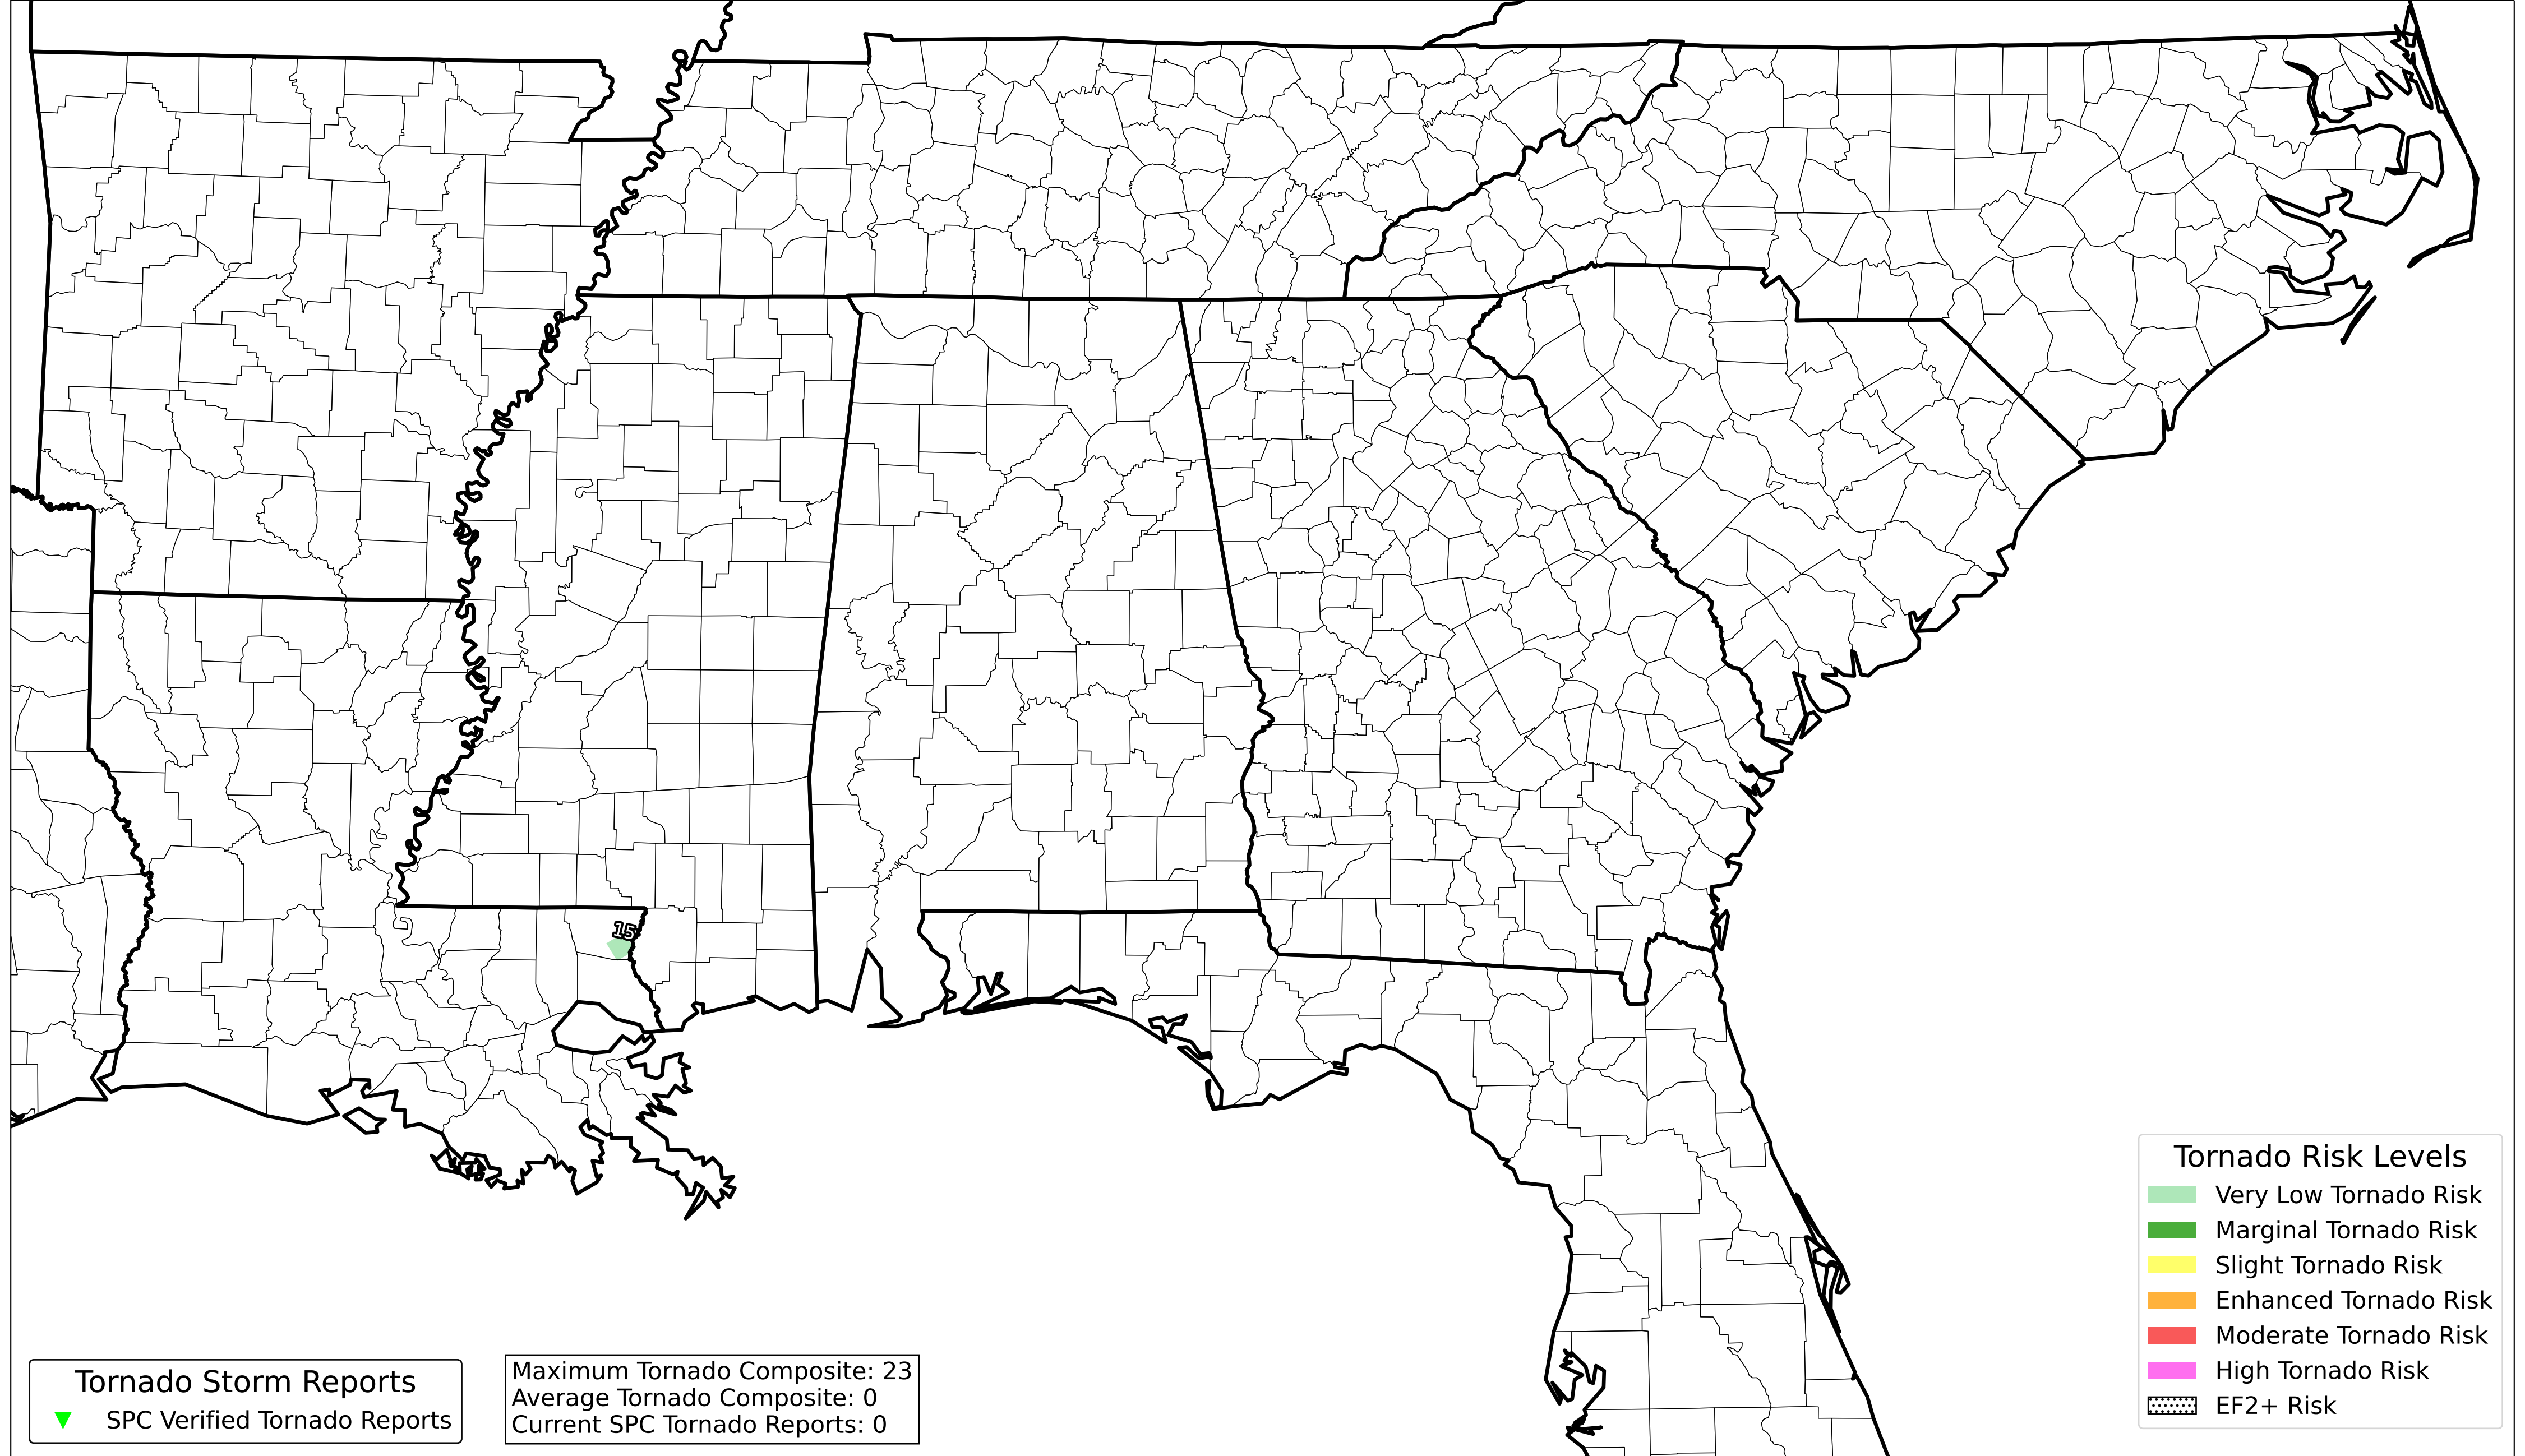 15
Tornado Risk Levels
Very Low Tornado Risk
Marginal Tornado Risk
Slight Tornado Risk
Enhanced Tornado Risk
Moderate Tornado Risk
High Tornado Risk
EF2+ Risk
Tornado Storm Reports
SPC Verified Tornado Reports
Maximum Tornado Composite: 23
Average Tornado Composite: 0
Current SPC Tornado Reports: 0